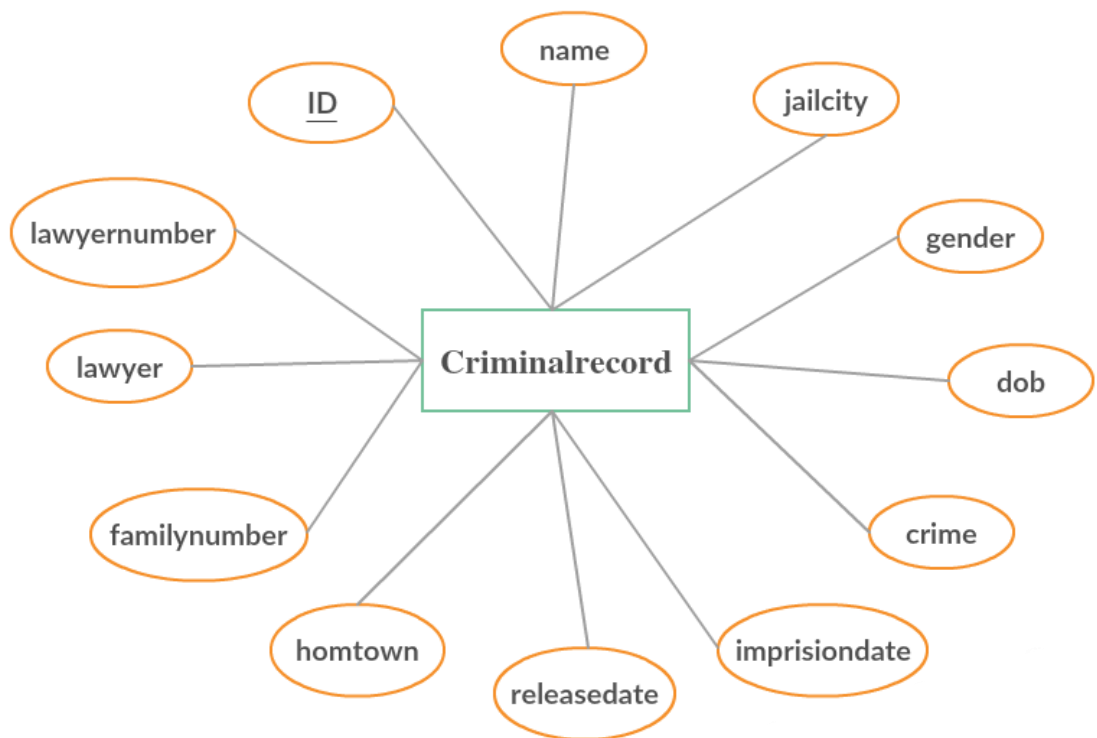 name
ID
jailcity
lawyernumber
gender
Criminalrecord
lawyer
dob
familynumber
crime
homtown
imprisiondate
releasedate